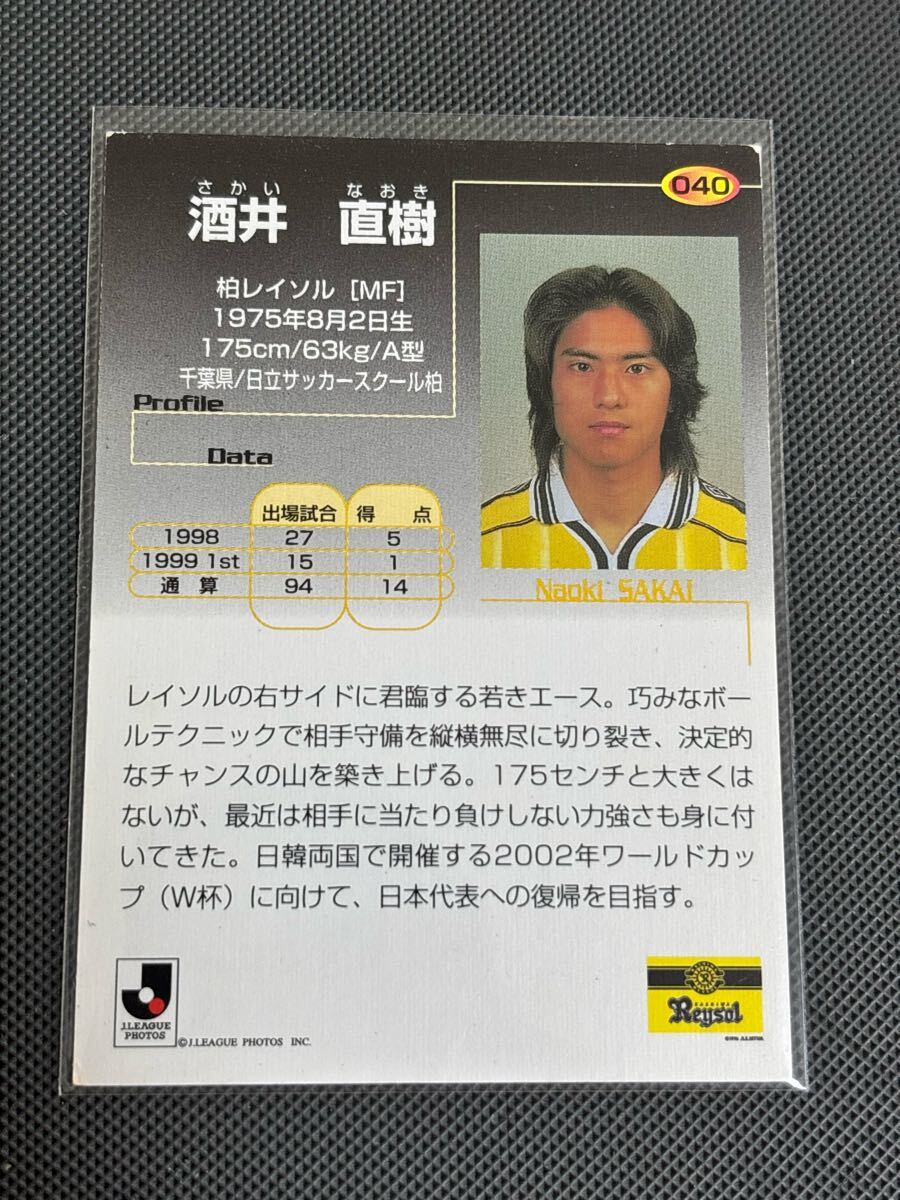 040
さかい なおき
酒井 直樹
柏レイソル [MF]
1975年8月2日生
175cm/63kg/A型
千葉県/日立サッカースクール柏
Profile
Data
出場試合 得 点
1998 27 5
1999 1st 15 1
通 算 94 14
Naoki SAKAI
レイソルの右サイドに君臨する若きエース。巧みなボー
ルテクニックで相手守備を縦横無尽に切り裂き、決定的
なチャンスの山を築き上げる。175センチと大きくは
ないが、最近は相手に当たり負けしない力強さも身に付
いてきた。日韓両国で開催する2002年ワールドカッ
プ（W杯）に向けて、日本代表への復帰を目指す。
J.LEAGUE
PHOTOS
©J.LEAGUE PHOTOS INC.
KASHIWA
Reysol